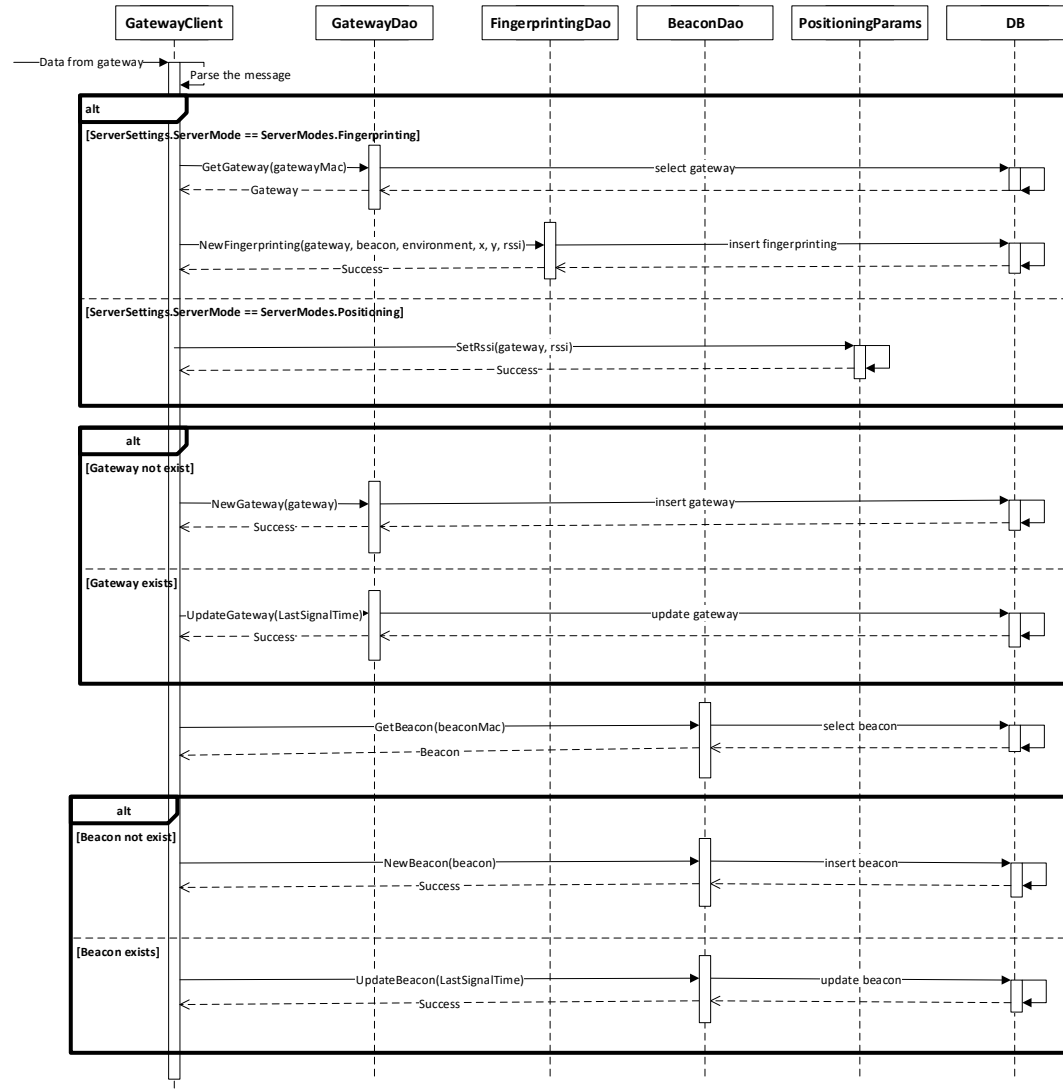 GatewayClient
GatewayDao
FingerprintingDao
BeaconDao
PositioningParams
DB
Data from gateway
Parse the message
alt
[ServerSettings.ServerMode == ServerModes.Fingerprinting]
GetGateway(gatewayMac)
select gateway
Gateway
NewFingerprinting(gateway, beacon, environment, x, y, rssi)
insert fingerprinting
Success
[ServerSettings.ServerMode == ServerModes.Positioning]
SetRssi(gateway, rssi)
Success
alt
[Gateway not exist]
NewGateway(gateway)
insert gateway
Success
[Gateway exists]
UpdateGateway(LastSignalTime)
update gateway
Success
GetBeacon(beaconMac)
select beacon
Beacon
alt
[Beacon not exist]
NewBeacon(beacon)
insert beacon
Success
[Beacon exists]
UpdateBeacon(LastSignalTime)
update beacon
Success